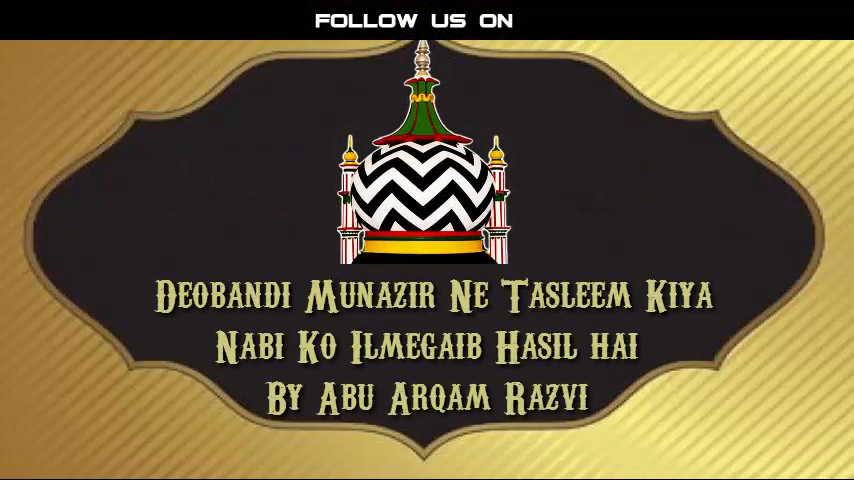 FOLLOW US ON
DEOBANDI MUNAZIR NE TASLEEM KIYA
NABI KO ILMEGAIB HASIL HAI
BY ABU ARQAM RAZVI